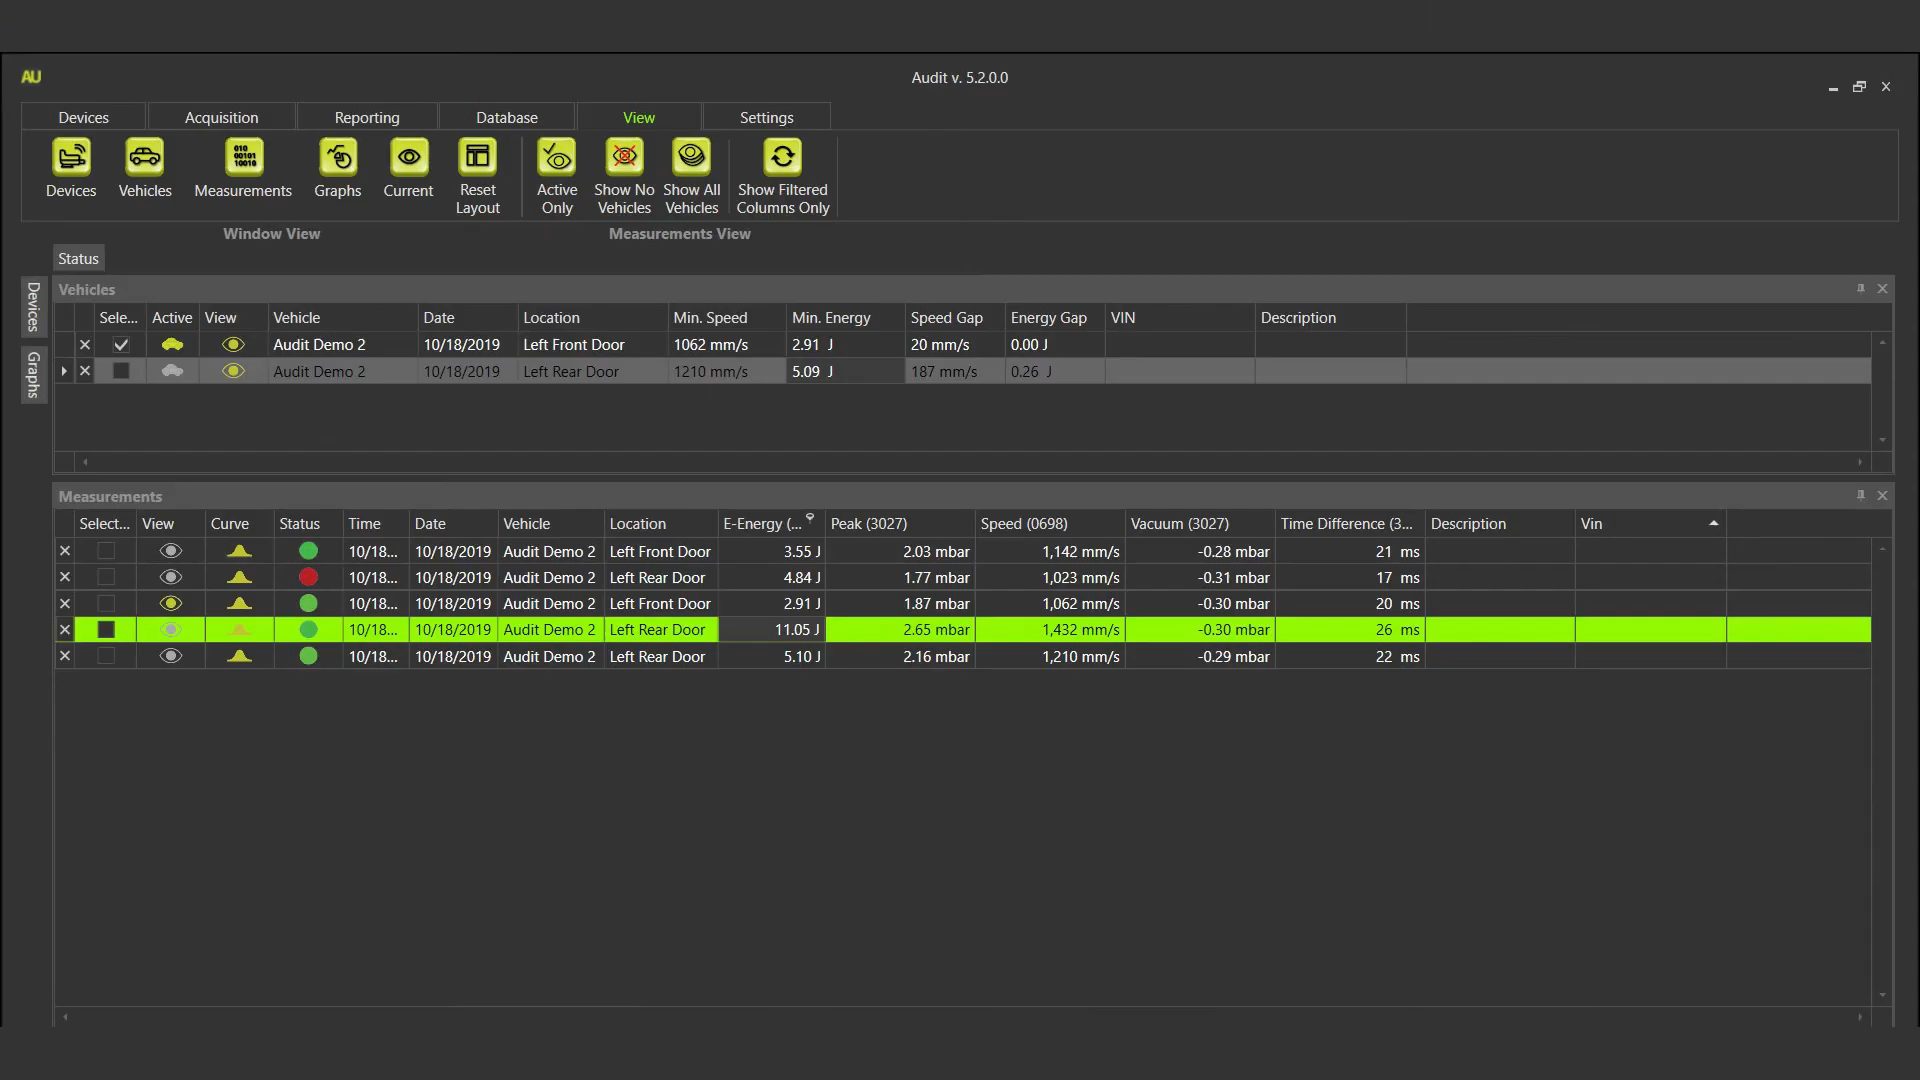 AU
Audit v. 5.2.0.0
Devices Acquisition Reporting Database View Settings
010
00101
10010
Devices Vehicles Measurements Graphs Current Reset Layout Active Only Show No Vehicles Show All Vehicles Show Filtered Columns Only
Window View Measurements View
Status
Devices
Graphs
Vehicles
Sele... Active View Vehicle Date Location Min. Speed Min. Energy Speed Gap Energy Gap VIN Description
Audit Demo 2 10/18/2019 Left Front Door 1062 mm/s 2.91 J 20 mm/s 0.00 J
Audit Demo 2 10/18/2019 Left Rear Door 1210 mm/s 5.09 J 187 mm/s 0.26 J
Measurements
Select... View Curve Status Time Date Vehicle Location E-Energy (... Peak (3027) Speed (0698) Vacuum (3027) Time Difference (3... Description Vin
10/18... 10/18/2019 Audit Demo 2 Left Front Door 3.55 J 2.03 mbar 1,142 mm/s -0.28 mbar 21 ms
10/18... 10/18/2019 Audit Demo 2 Left Rear Door 4.84 J 1.77 mbar 1,023 mm/s -0.31 mbar 17 ms
10/18... 10/18/2019 Audit Demo 2 Left Front Door 2.91 J 1.87 mbar 1,062 mm/s -0.30 mbar 20 ms
10/18... 10/18/2019 Audit Demo 2 Left Rear Door 11.05 J 2.65 mbar 1,432 mm/s -0.30 mbar 26 ms
10/18... 10/18/2019 Audit Demo 2 Left Rear Door 5.10 J 2.16 mbar 1,210 mm/s -0.29 mbar 22 ms